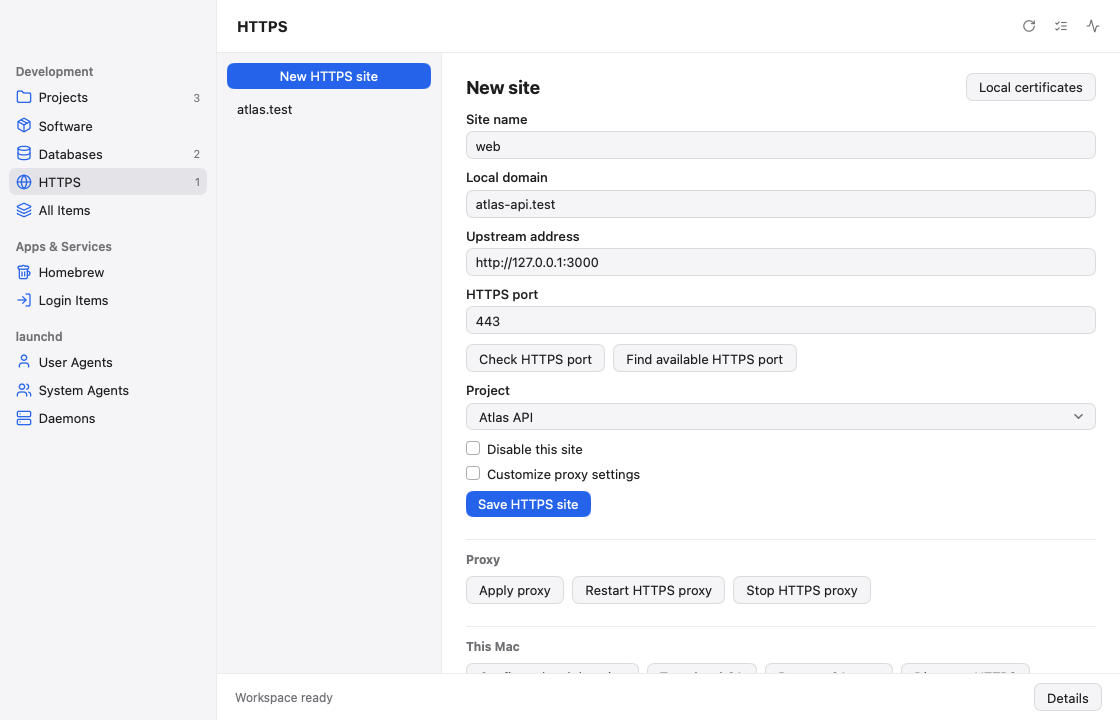 HTTPS
Development
Projects 3
Software
Databases 2
HTTPS 1
All Items
Apps & Services
Homebrew
Login Items
launchd
User Agents
System Agents
Daemons
New HTTPS site
atlas.test
New site
Local certificates
Site name
web
Local domain
atlas-api.test
Upstream address
http://127.0.0.1:3000
HTTPS port
443
Check HTTPS port Find available HTTPS port
Project
Atlas API
Disable this site
Customize proxy settings
Save HTTPS site
Proxy
Apply proxy Restart HTTPS proxy Stop HTTPS proxy
This Mac
Workspace ready
Details